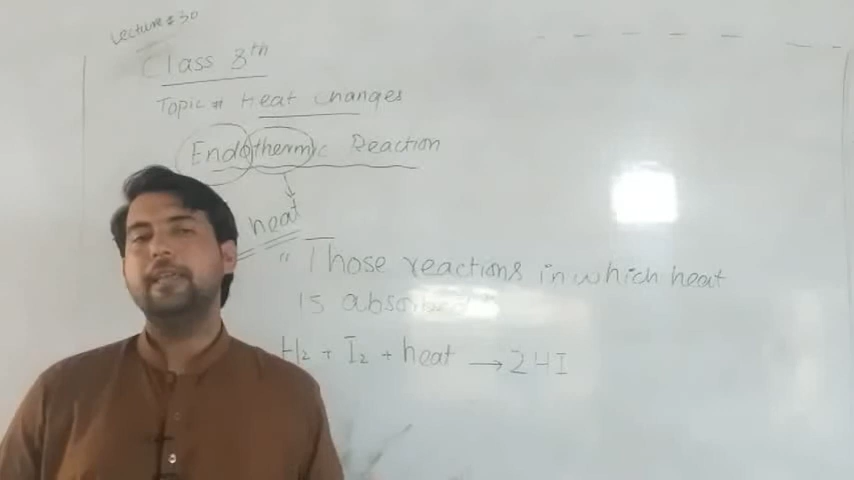 Lecture # 30
Class 8th
Topic # Heat Changes
Endothermic Reaction
heat
" Those reactions in which heat
is absorbed "
H2 + I2 + heat → 2HI